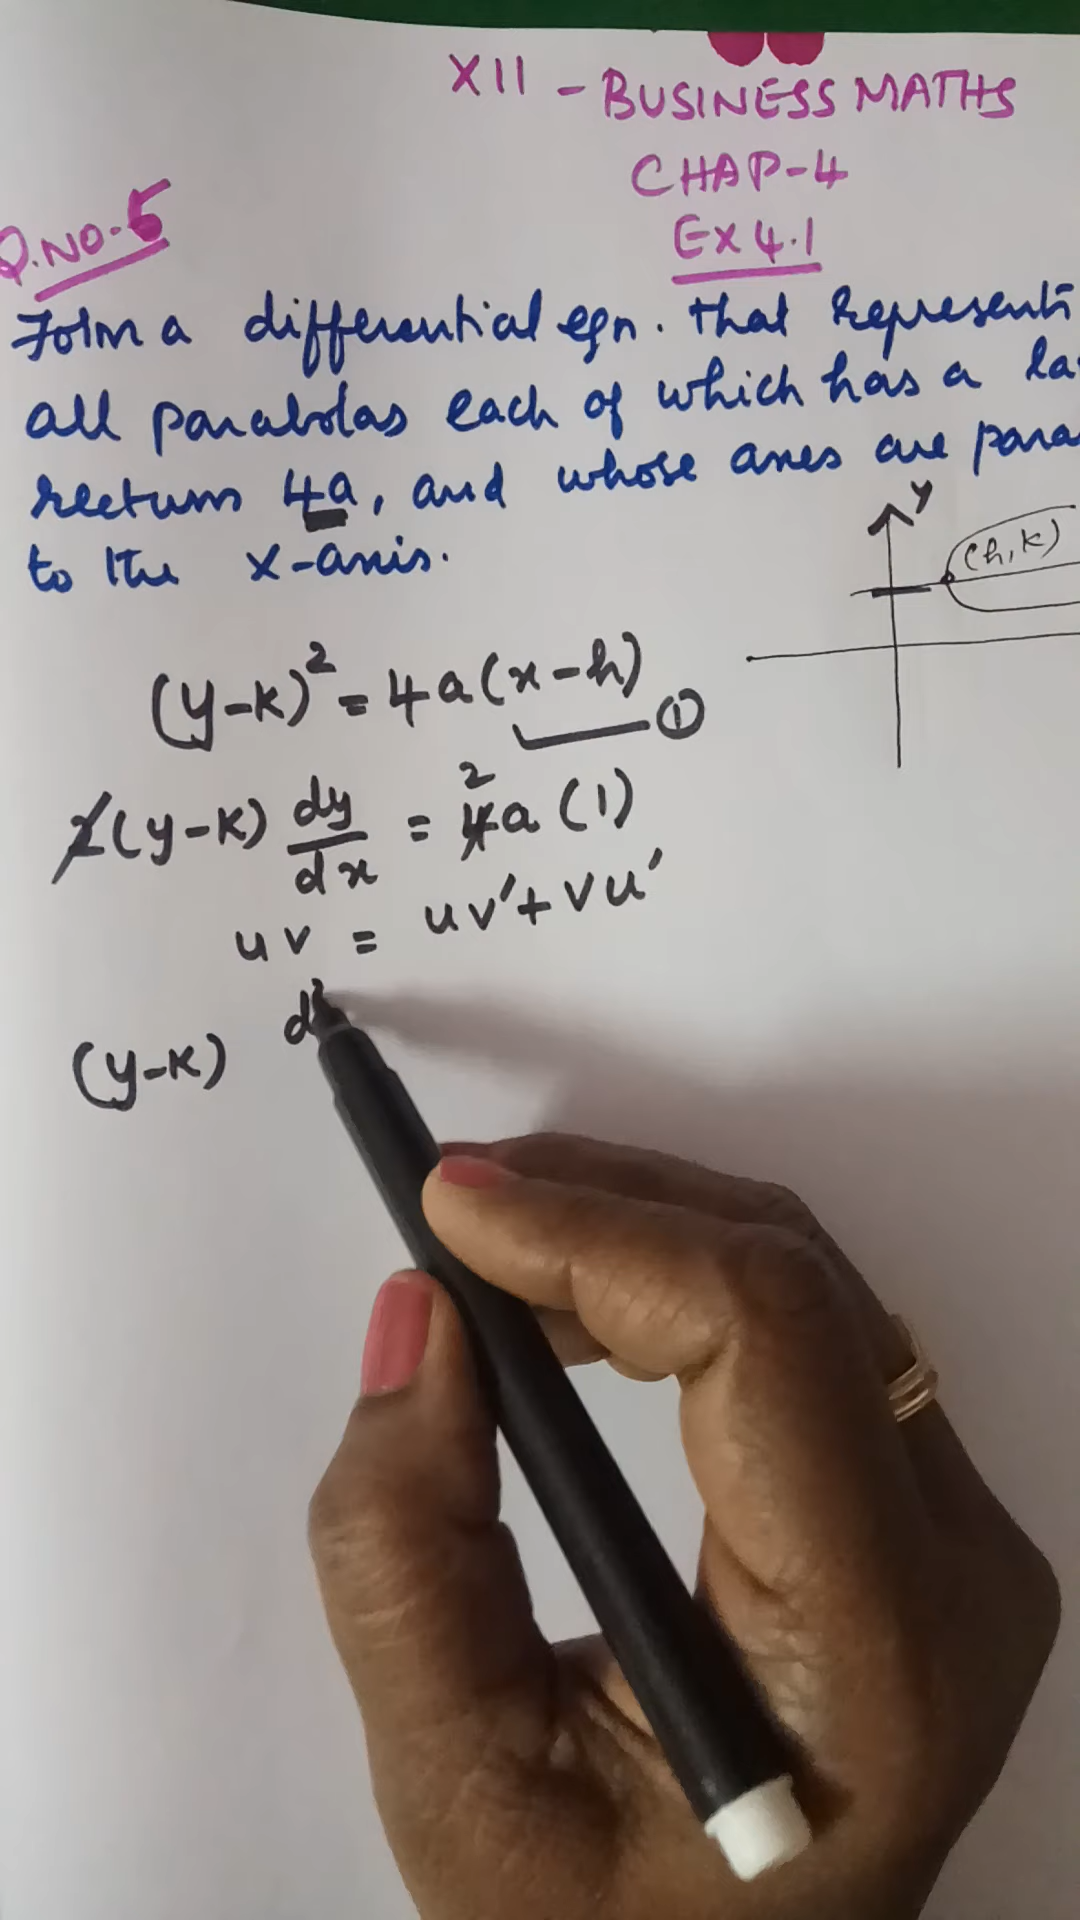 XII - BUSINESS MATHS
CHAP-4
EX 4.1
Q.NO-5
Form a differential eqn. that represents
all parabolas each of which has a la
rectum 4a, and whose axes are para
to the x-axis.
y
(h,k)
(y-k)² = 4a(x-h)
①
2(y-k) dy/dx = 4a (1)
2
uv = uv'+vu'
(y-k) d